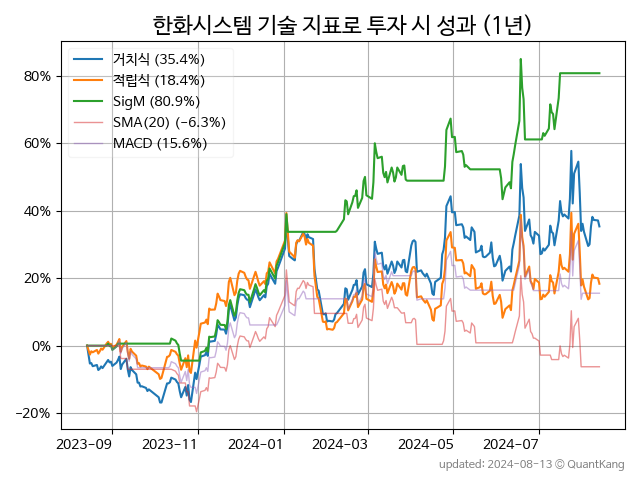 한화시스템 기술 지표로 투자 시 성과 (1년)
거치식 (35.4%)
적립식 (18.4%)
SigM (80.9%)
SMA(20) (−6.3%)
MACD (15.6%)
80%
60%
40%
20%
0%
−20%
2023-09
2023-11
2024-01
2024-03
2024-05
2024-07
updated: 2024-08-13 ⓒ QuantKang